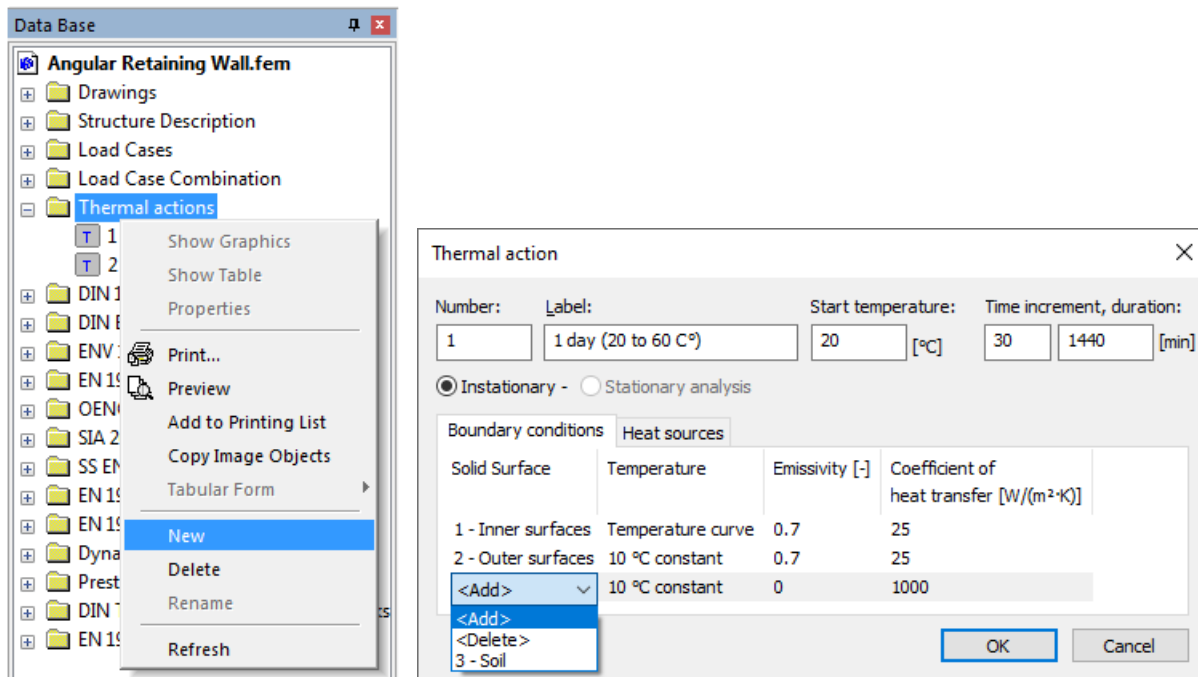 Data Base
Angular Retaining Wall.fem
Drawings
Structure Description
Load Cases
Load Case Combination
Thermal actions
T 1
T 2
DIN 1
DIN E
ENV
EN 19
OEN
SIA 2
SS EN
EN 19
EN 19
Dyna
Prest
DIN T
EN 19
Show Graphics
Show Table
Properties
Print...
Preview
Add to Printing List
Copy Image Objects
Tabular Form
New
Delete
Rename
Refresh
Thermal action
Number: Label: Start temperature: Time increment, duration:
1 1 day (20 to 60 C°) 20 [°C] 30 1440 [min]
Instationary - Stationary analysis
Boundary conditions Heat sources
Solid Surface Temperature Emissivity [-] Coefficient of
heat transfer [W/(m²·K)]
1 - Inner surfaces Temperature curve 0.7 25
2 - Outer surfaces 10 °C constant 0.7 25
<Add> 10 °C constant 0 1000
<Add>
<Delete>
3 - Soil
OK Cancel